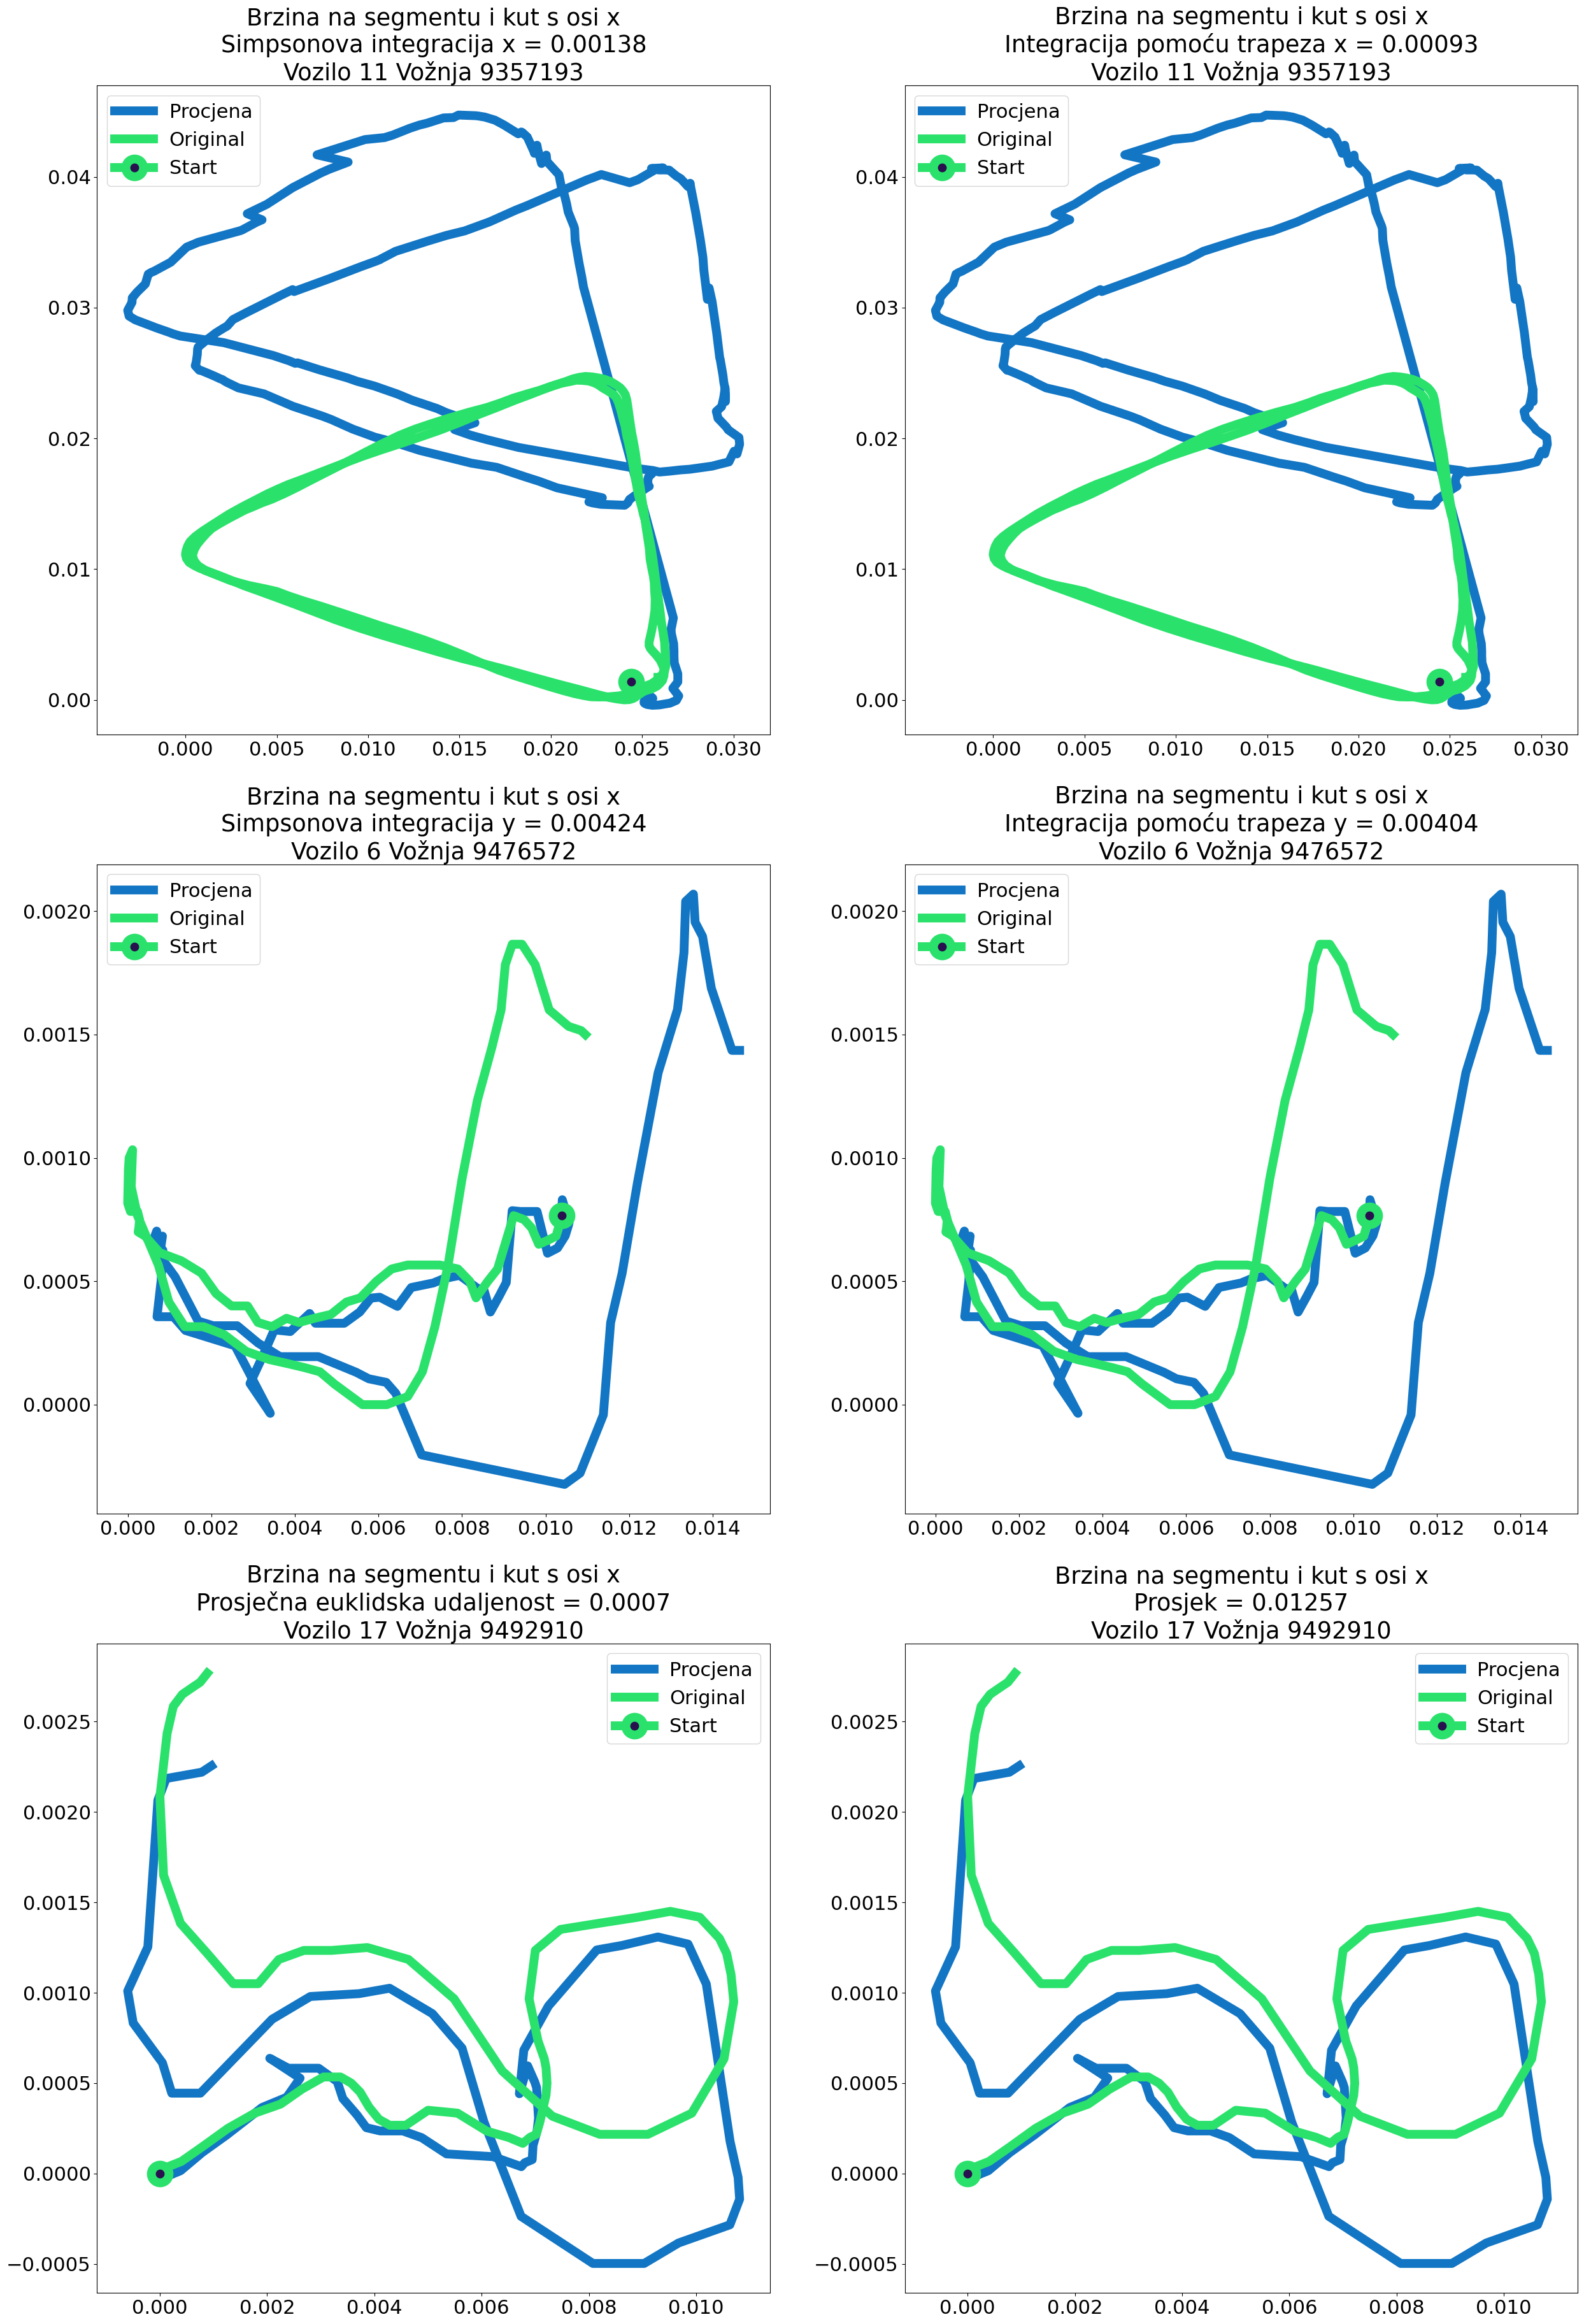 Brzina na segmentu i kut s osi x
Simpsonova integracija x = 0.00138
Vozilo 11 Vožnja 9357193
Procjena
Original
Start
0.04
0.03
0.02
0.01
0.00
0.000 0.005 0.010 0.015 0.020 0.025 0.030
Brzina na segmentu i kut s osi x
Integracija pomoću trapeza x = 0.00093
Vozilo 11 Vožnja 9357193
Procjena
Original
Start
0.04
0.03
0.02
0.01
0.00
0.000 0.005 0.010 0.015 0.020 0.025 0.030
Brzina na segmentu i kut s osi x
Simpsonova integracija y = 0.00424
Vozilo 6 Vožnja 9476572
Procjena
Original
Start
0.0020
0.0015
0.0010
0.0005
0.0000
0.000 0.002 0.004 0.006 0.008 0.010 0.012 0.014
Brzina na segmentu i kut s osi x
Integracija pomoću trapeza y = 0.00404
Vozilo 6 Vožnja 9476572
Procjena
Original
Start
0.0020
0.0015
0.0010
0.0005
0.0000
0.000 0.002 0.004 0.006 0.008 0.010 0.012 0.014
Brzina na segmentu i kut s osi x
Prosječna euklidska udaljenost = 0.0007
Vozilo 17 Vožnja 9492910
Procjena
Original
Start
0.0025
0.0020
0.0015
0.0010
0.0005
0.0000
−0.0005
0.000 0.002 0.004 0.006 0.008 0.010
Brzina na segmentu i kut s osi x
Prosjek = 0.01257
Vozilo 17 Vožnja 9492910
Procjena
Original
Start
0.0025
0.0020
0.0015
0.0010
0.0005
0.0000
−0.0005
0.000 0.002 0.004 0.006 0.008 0.010